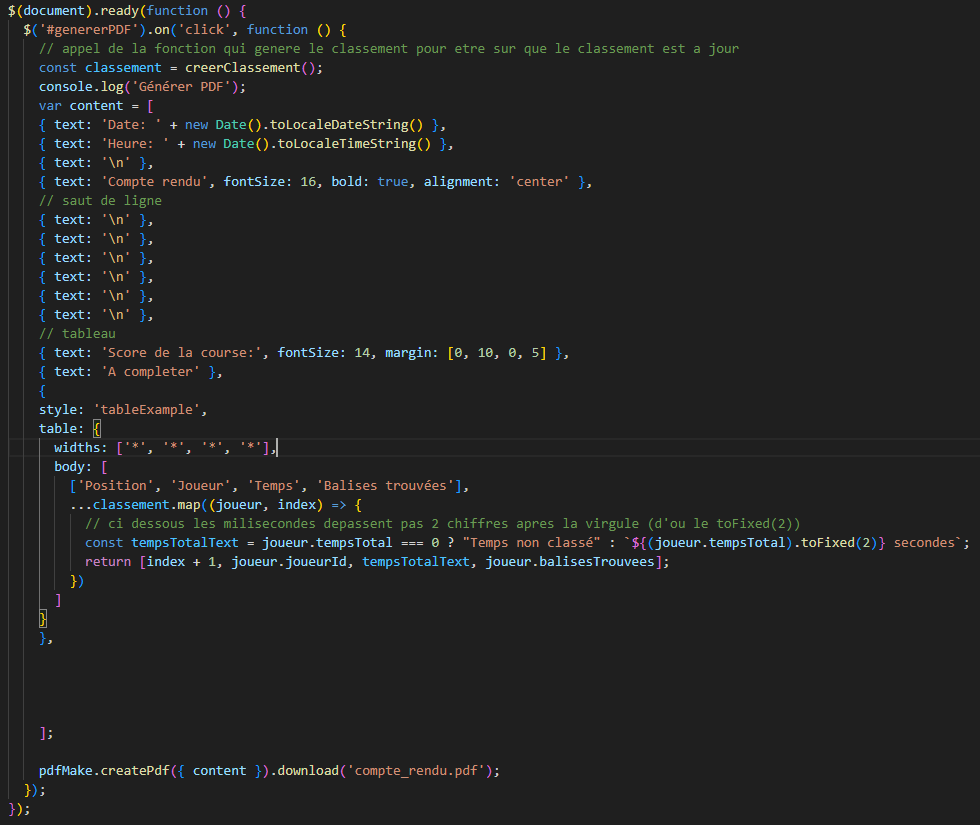 $(document).ready(function () {
$('#genererPDF').on('click', function () {
// appel de la fonction qui genere le classement pour etre sur que le classement est a jour
const classement = creerClassement();
console.log('Générer PDF');
var content = [
{ text: 'Date: ' + new Date().toLocaleDateString() },
{ text: 'Heure: ' + new Date().toLocaleTimeString() },
{ text: '\n' },
{ text: 'Compte rendu', fontSize: 16, bold: true, alignment: 'center' },
// saut de ligne
{ text: '\n' },
{ text: '\n' },
{ text: '\n' },
{ text: '\n' },
{ text: '\n' },
{ text: '\n' },
// tableau
{ text: 'Score de la course:', fontSize: 14, margin: [0, 10, 0, 5] },
{ text: 'A completer' },
{
style: 'tableExample',
table: {
widths: ['*', '*', '*', '*'],
body: [
['Position', 'Joueur', 'Temps', 'Balises trouvées'],
...classement.map((joueur, index) => {
// ci dessous les milisecondes depassent pas 2 chiffres apres la virgule (d'ou le toFixed(2))
const tempsTotalText = joueur.tempsTotal === 0 ? "Temps non classé" : `${(joueur.tempsTotal).toFixed(2)} secondes`;
return [index + 1, joueur.joueurId, tempsTotalText, joueur.balisesTrouvees];
})
]
}
},
];
pdfMake.createPdf({ content }).download('compte_rendu.pdf');
});
});